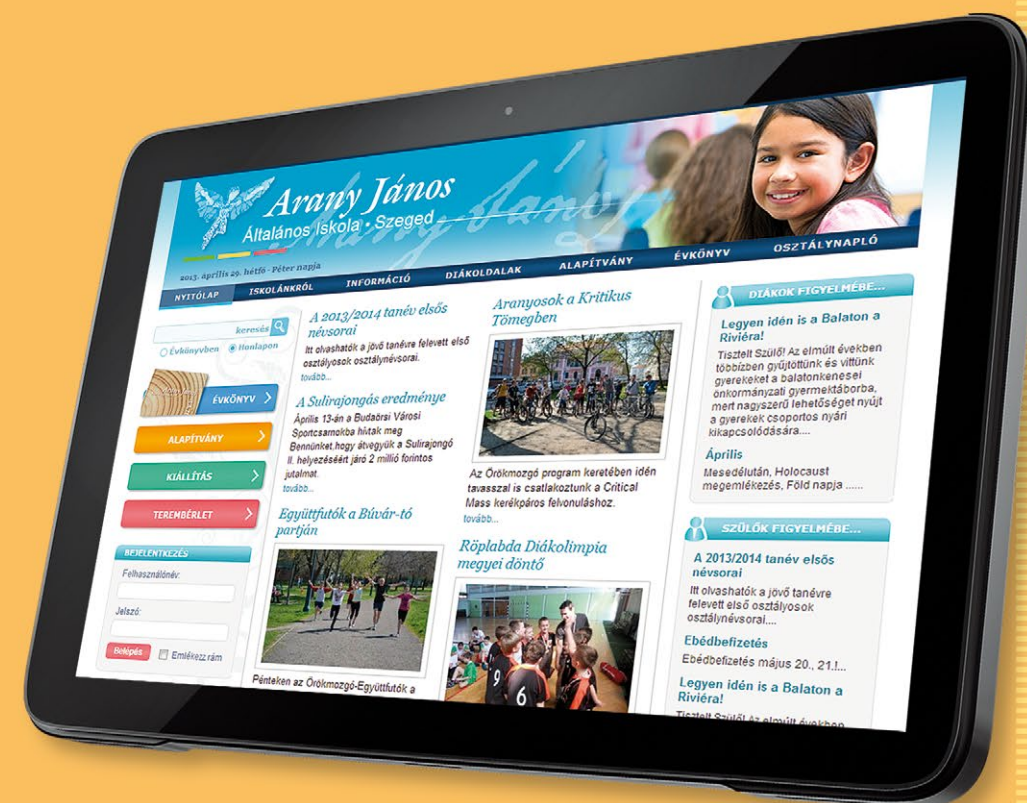 Arany János
Általános Iskola • Szeged
2013. április 29. hétfő - Péter napja
NYITÓLAP
ISKOLÁNKRÓL
INFORMÁCIÓ
DIÁKOLDALAK
ALAPÍTVÁNY
ÉVKÖNYV
OSZTÁLYNAPLÓ
keresés
Évkönyvben
Honlapon
ÉVKÖNYV
ALAPÍTVÁNY
KIÁLLÍTÁS
TEREMBÉRLET
BEJELENTKEZÉS
Felhasználónév:
Jelszó:
Belépés
Emlékezz rám
A 2013/2014 tanév elsős
névsorai
Itt olvashatók a jövő tanévre felevett első
osztályosok osztálynévsorai.
tovább...
A Sulirajongás eredménye
Április 13-án a Budaörsi Városi
Sportcsarnokba hívtak meg
Bennünket,hogy átvegyük a Sulirajongó
II. helyezéséért járó 2 millió forintos
jutalmat.
tovább...
Együttfutók a Búvár-tó
partján
Pénteken az Örökmozgó-Együttfutók a
Aranyosok a Kritikus
Tömegben
Az Örökmozgó program keretében idén
tavasszal is csatlakoztunk a Critical
Mass kerékpáros felvonuláshoz.
tovább...
Röplabda Diákolimpia
megyei döntő
9
6
DIÁKOK FIGYELMÉBE...
Legyen idén is a Balaton a
Riviéra!
Tisztelt Szülő! Az elmúlt években
többizben gyűjtöttünk és vittünk
gyerekeket a balatonkenesei
önkormányzati gyermektáborba,
mert nagyszerű lehetőséget nyújt
a gyerekek csoportos nyári
kikapcsolódására....
Április
Mesedélután, Holocaust
megemlékezés, Föld napja ......
SZÜLŐK FIGYELMÉBE...
A 2013/2014 tanév elsős
névsorai
Itt olvashatók a jövő tanévre
felevett első osztályosok
osztálynévsorai....
Ebédbefizetés
Ebédbefizetés május 20., 21.!...
Legyen idén is a Balaton a
Riviéra!
Tisztelt Szülő! Az elmúlt években